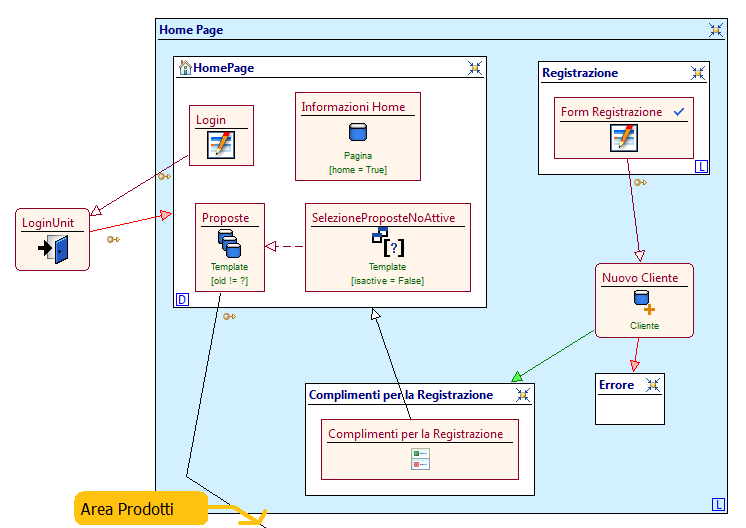 Home Page
HomePage
Login
Informazioni Home
Pagina
[home = True]
Registrazione
Form Registrazione
L
LoginUnit
Proposte
Template
[oid != ?]
SelezioneProposteNoAttive
[?]
Template
[isactive = False]
D
Nuovo Cliente
Cliente
Complimenti per la Registrazione
Complimenti per la Registrazione
Errore
L
Area Prodotti